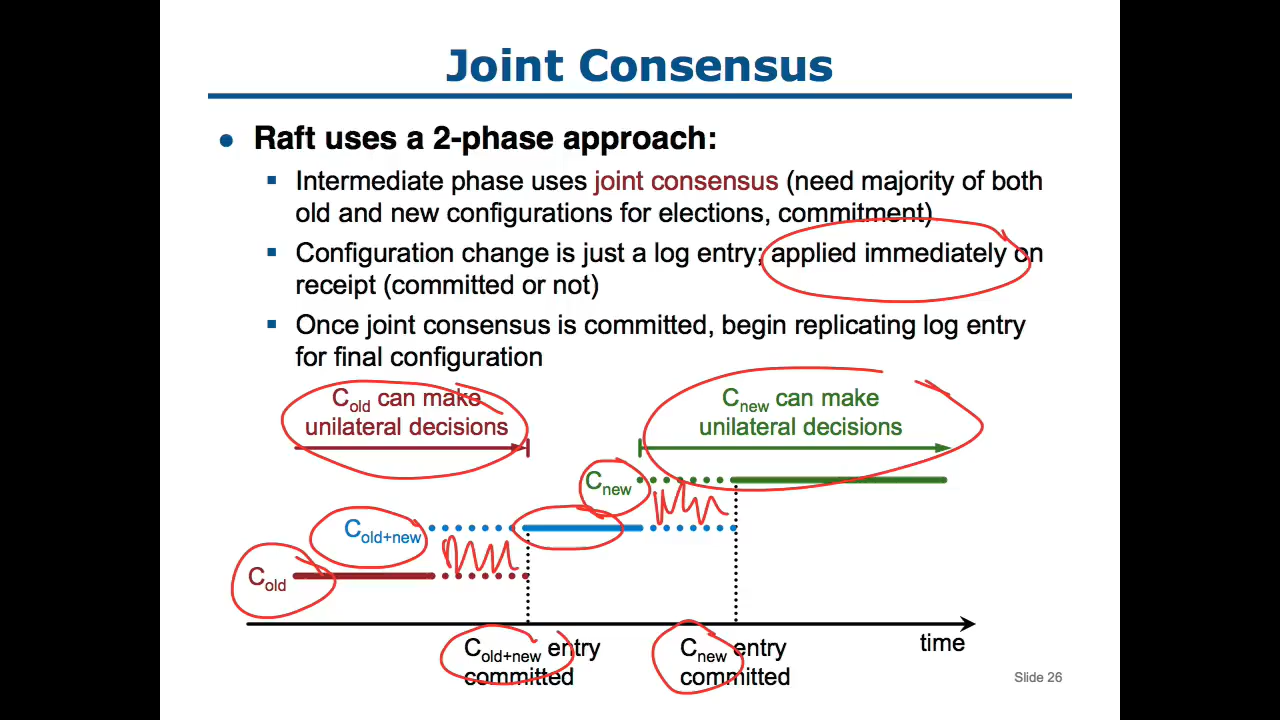 Joint Consensus
Raft uses a 2-phase approach:
Intermediate phase uses joint consensus (need majority of both
old and new configurations for elections, commitment)
Configuration change is just a log entry; applied immediately on
receipt (committed or not)
Once joint consensus is committed, begin replicating log entry
for final configuration
Cold can make
unilateral decisions
Cnew can make
unilateral decisions
Cnew
Cold+new
Cold
Cold+new entry
committed
Cnew entry
committed
time
Slide 26